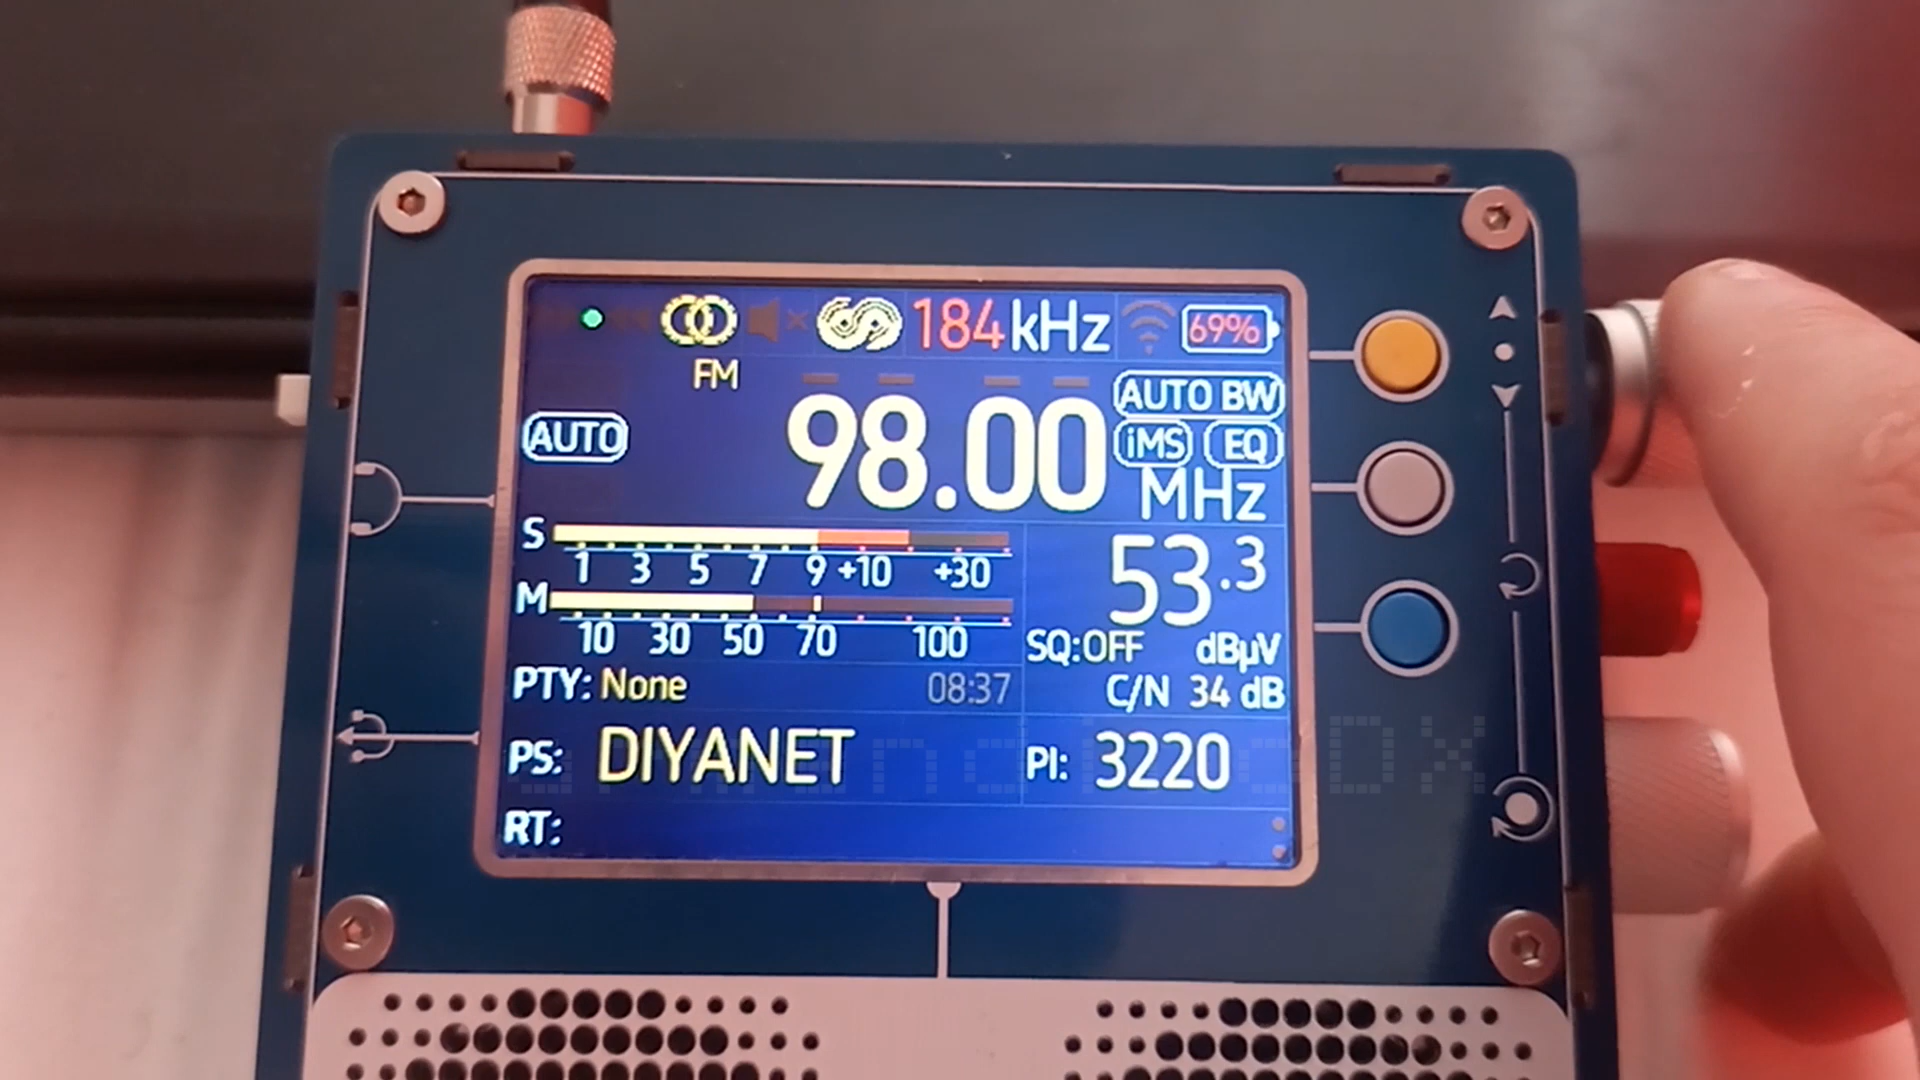 184 kHz 69%
FM
AUTO BW
AUTO 98.00 iMS EQ
MHz
S
1 3 5 7 9 +10 +30
53.3
M
10 30 50 70 100
SQ:OFF dBµV
PTY: None 08:37 C/N 34 dB
PS: DIYANET PI: 3220
RT: